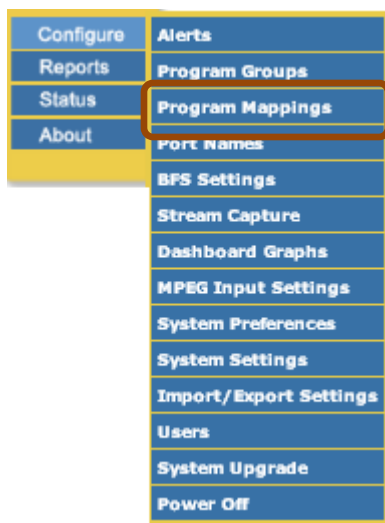 Configure
Reports
Status
About
Alerts
Program Groups
Program Mappings
Port Names
BFS Settings
Stream Capture
Dashboard Graphs
MPEG Input Settings
System Preferences
System Settings
Import/Export Settings
Users
System Upgrade
Power Off